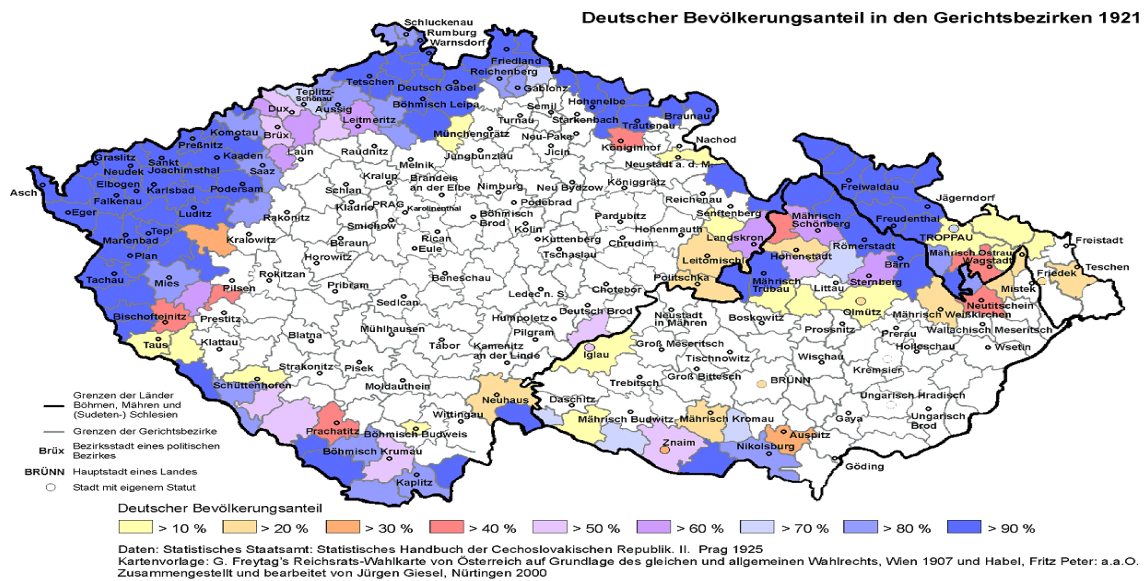 Deutscher Bevölkerungsanteil in den Gerichtsbezirken 1921
Schluckenau
Rumburg
Warnsdorf
Friedland
Reichenberg
Tetschen
Deutsch Gabel
Gablonz
Böhmisch Leipa
Hohenelbe
Teplitz-
Schönau
Dux
Aussig
Leitmeritz
Semil
Turnau
Starkenbach
Trautenau
Braunau
Münchengrätz
Neu-Paka
Königinhof
Nachod
Komotau
Brüx
Preßnitz
Laun
Raudnitz
Jungbunzlau
Jicin
Neustadt a. d. M
Graslitz
Sankt
Joachimsthal
Kaaden
Saaz
Melnik
Neudek
Elbogen
Karlsbad
Podersam
Schlan
Kralup
Brandeis
an der Elbe
Nimburg
Neu Bydzow
Königgrätz
Freiwaldau
Asch
Falkenau
Eger
Luditz
Rakonitz
Kladno
PRAG
Karolinenthal
Podebrad
Reichenau
Jägerndorf
Smichow
Böhmisch
Brod
Kolin
Pardubitz
Senftenberg
Mährisch
Schönberg
Freudenthal
TROPPAU
Freistadt
Tepl
Marienbad
Kralowitz
Beraun
Rican
Eule
Kuttenberg
Hohenmauth
Landskron
Römerstadt
Plan
Horowitz
Tschaslau
Chrudim
Leitomischl
Hohenstadt
Bärn
Mährisch Ostrau
Wagstadt
Teschen
Friedek
Tachau
Mies
Rokitzan
Pilsen
Pribram
Beneschau
Politschka
Mährisch
Trübau
Littau
Sternberg
Mistek
Bischofteinitz
Prestitz
Sedlcan
Ledec n. S.
Chotebor
Deutsch Brod
Neustadt
in Mähren
Boskowitz
Olmütz
Neutitschein
Mährisch Weißkirchen
Taus
Klattau
Blatna
Mühlhausen
Humpoletz
Pilgram
Prossnitz
Prerau
Wallachisch Meseritsch
Holleschau
Wsetin
Tábor
Kamenitz
an der Linde
Iglau
Groß Meseritsch
Tischnowitz
Wischau
Kremsier
Strakonitz
Pisek
Schüttenhofen
Moldauthein
Trebitsch
Groß Bittesch
BRÜNN
Ungarisch Hradisch
Neuhaus
Wittingau
Daschitz
Mährisch Budwitz
Mährisch Kromau
Gaya
Ungarisch
Brod
Prachatitz
Böhmisch Budweis
Auspitz
Böhmisch Krumau
Znaim
Nikolsburg
Göding
Kaplitz
Grenzen der Länder
Böhmen, Mähren und
(Sudeten-) Schlesien
Grenzen der Gerichtsbezirke
Brüx Bezirksstadt eines politischen
Bezirkes
BRÜNN Hauptstadt eines Landes
Stadt mit eigenem Statut
Deutscher Bevölkerungsanteil
> 10 % > 20 % > 30 % > 40 % > 50 % > 60 % > 70 % > 80 % > 90 %
Daten: Statistisches Staatsamt: Statistisches Handbuch der Cechoslovakischen Republik. II. Prag 1925
Kartenvorlage: G. Freytag's Reichsrats-Wahlkarte von Österreich auf Grundlage des gleichen und allgemeinen Wahlrechts, Wien 1907 und Habel, Fritz Peter: a.a.O.
Zusammengestellt und bearbeitet von Jürgen Giesel, Nürtingen 2000